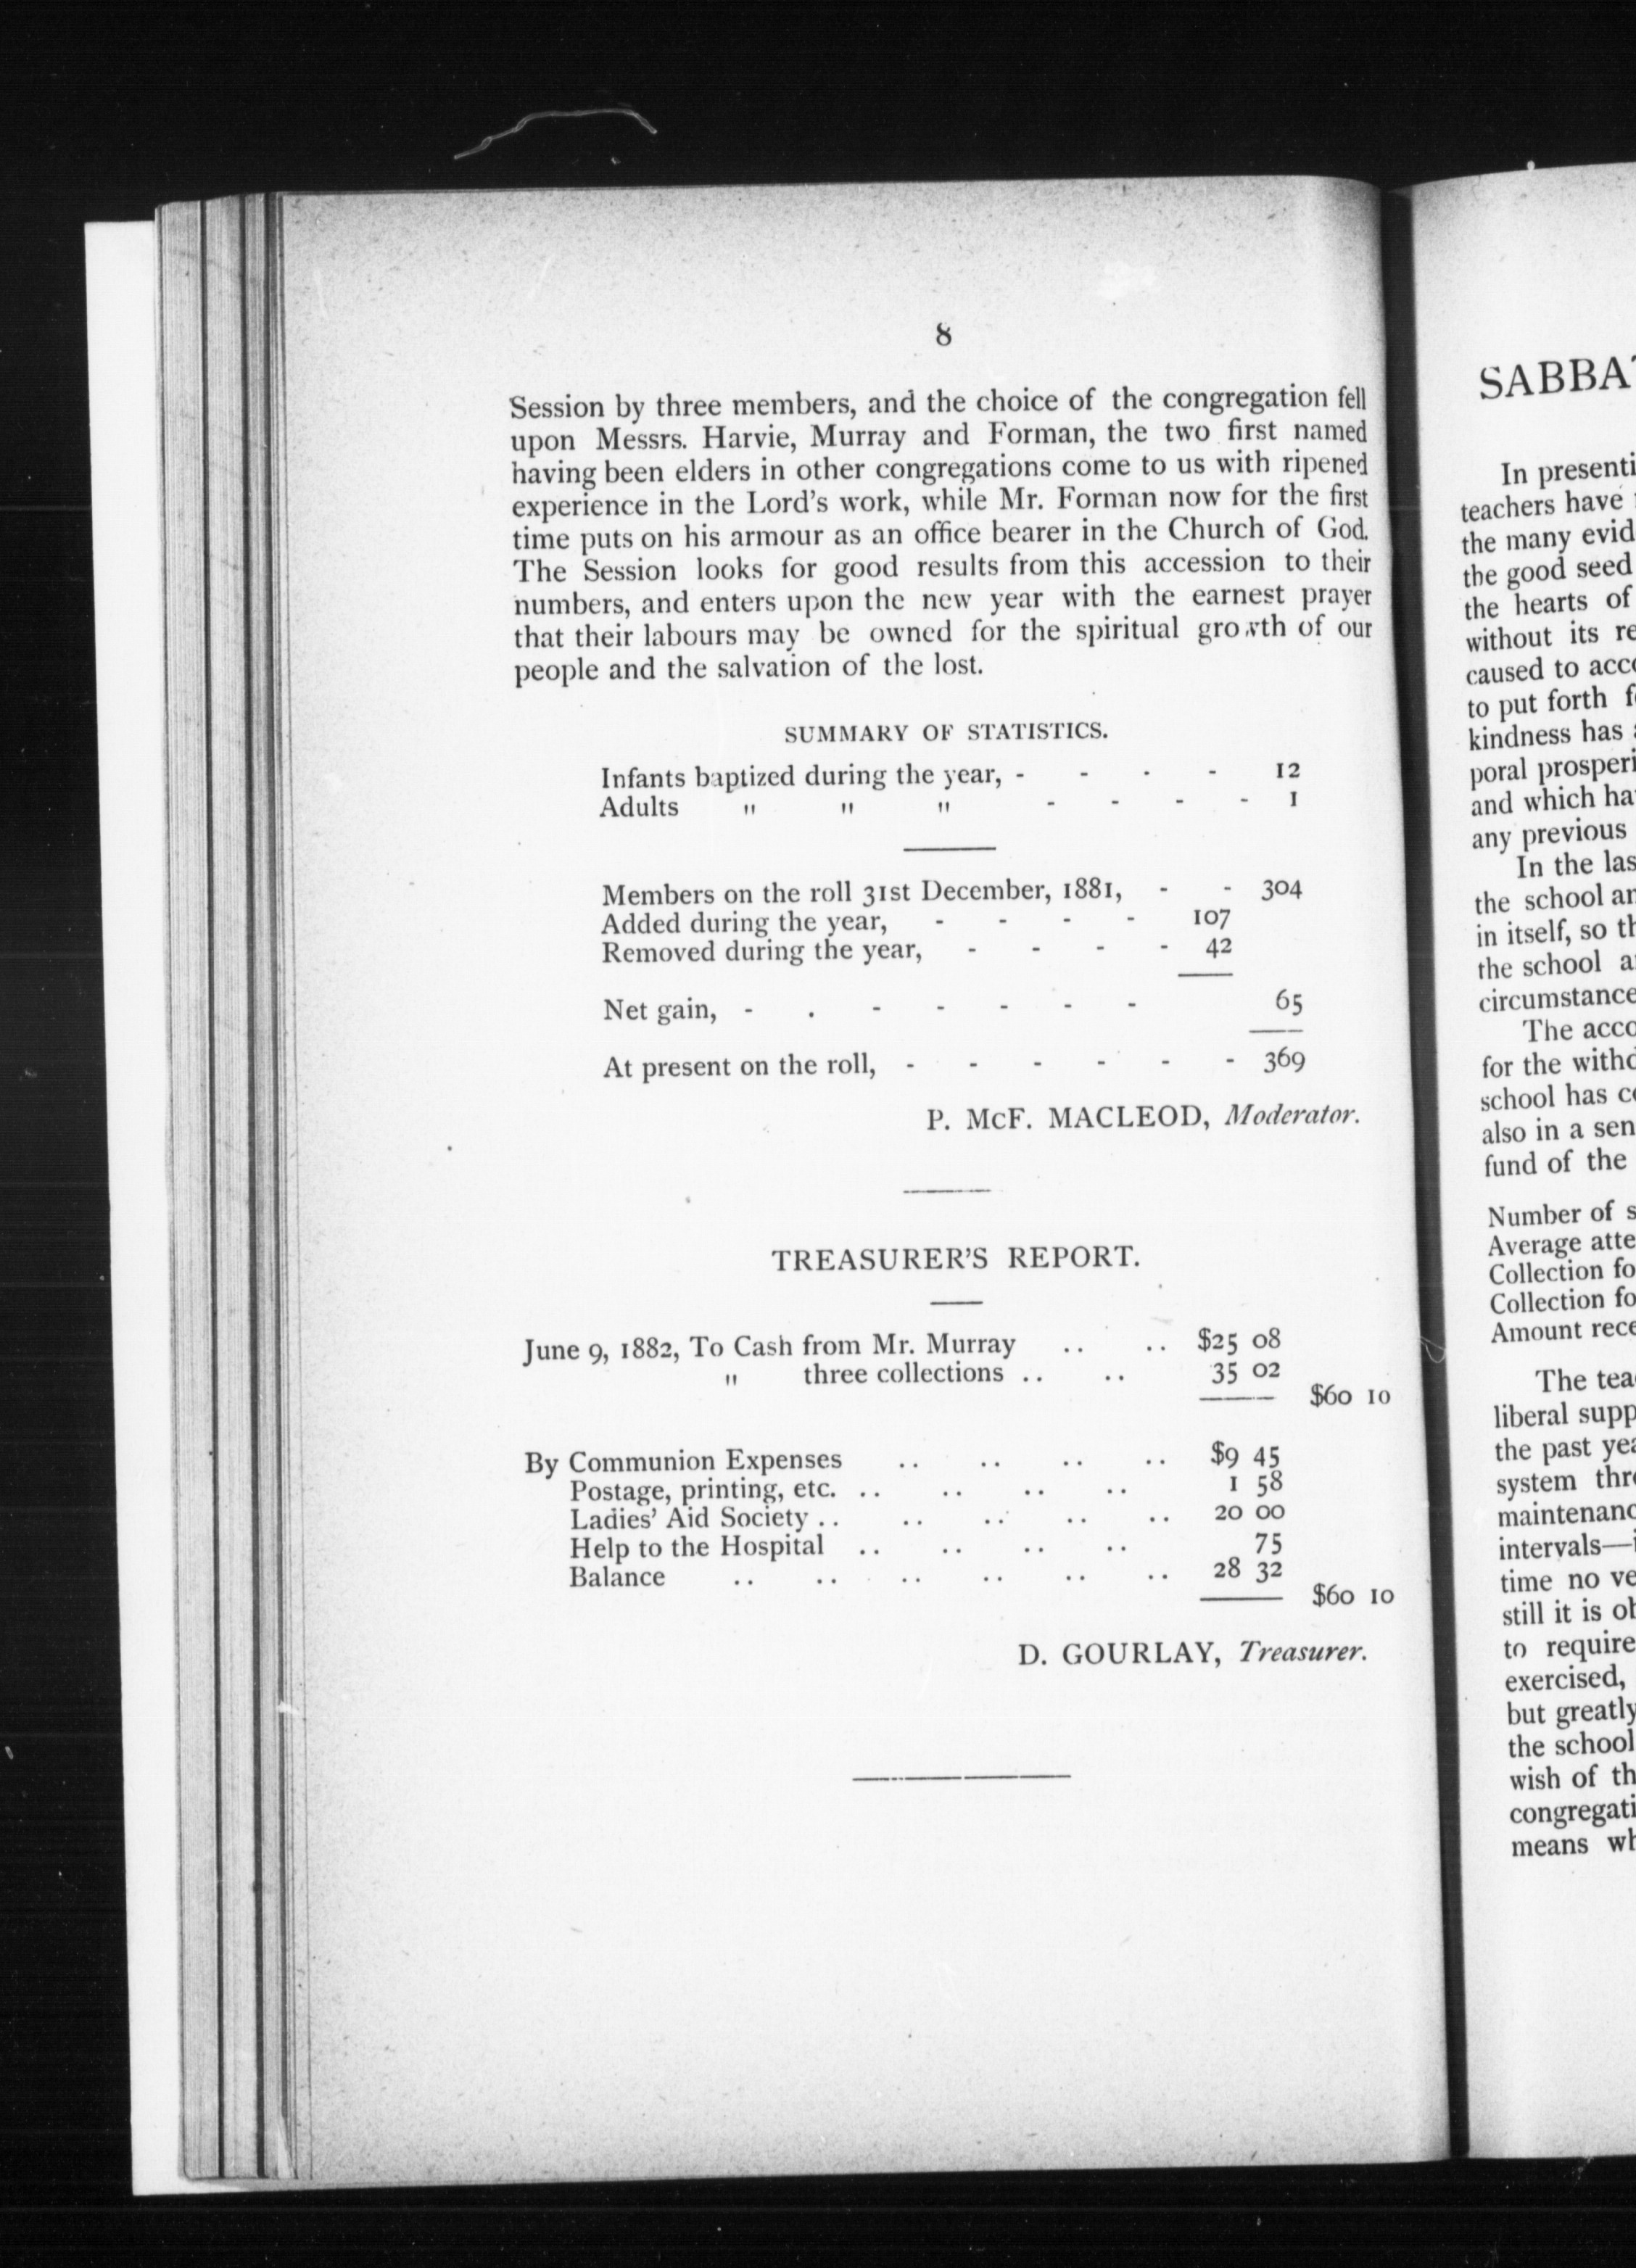 8
Session by three members, and the choice of the congregation fell
upon Messrs. Harvie, Murray and Forman, the two first named
having been elders in other congregations come to us with ripened
experience in the Lord's work, while Mr. Forman now for the first
time puts on his armour as an office bearer in the Church of God.
The Session looks for good results from this accession to their
numbers, and enters upon the new year with the earnest prayer
that their labours may be owned for the spiritual growth of our
people and the salvation of the lost.
SUMMARY OF STATISTICS.
Infants baptized during the year, - - - - 12
Adults " " " - - - - 1
Members on the roll 31st December, 1881, - - 304
Added during the year, - - - - 107
Removed during the year, - - - - 42
Net gain, - . - - - - - 65
At present on the roll, - - - - - - 369
P. McF. MACLEOD, Moderator.
TREASURER'S REPORT.
June 9, 1882, To Cash from Mr. Murray .. .. $25 08
" three collections .. .. 35 02
$60 10
By Communion Expenses .. .. .. .. $9 45
Postage, printing, etc. .. .. .. .. 1 58
Ladies' Aid Society .. .. .. .. .. 20 00
Help to the Hospital .. .. .. .. 75
Balance .. .. .. .. .. .. 28 32
$60 10
D. GOURLAY, Treasurer.
SABBAT
In presenti
teachers have
the many evid
the good seed
the hearts of
without its re
caused to acco
to put forth f
kindness has
poral prosperi
and which ha
any previous
In the las
the school an
in itself, so th
the school a
circumstance
The acco
for the withd
school has co
also in a sen
fund of the
Number of s
Average atte
Collection fo
Collection fo
Amount rece
The tea
liberal supp
the past yea
system thro
maintenanc
intervals—i
time no ve
still it is ob
to require
exercised,
but greatly
the school
wish of th
congregati
means wh